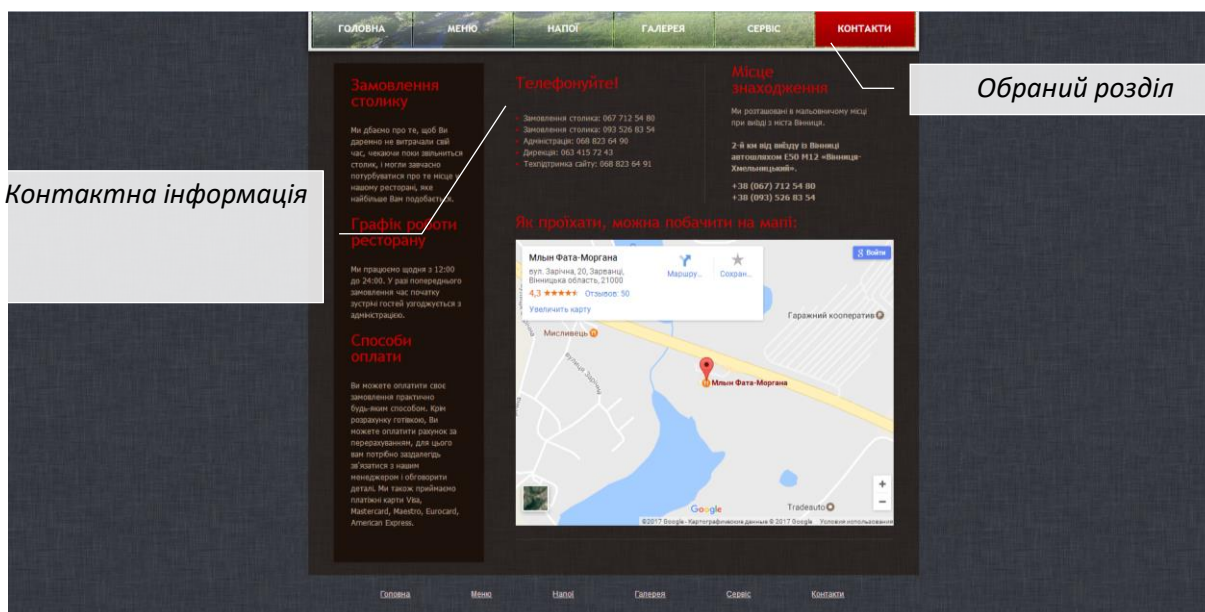 ГОЛОВНА МЕНЮ НАПОЇ ГАЛЕРЕЯ СЕРВІС КОНТАКТИ
Обраний розділ
Контактна інформація
Замовлення
столику
Ми дбаємо про те, щоб Ви
даремно не витрачали свій
час, чекаючи поки звільниться
столик, і могли завчасно
потурбуватися про те місце у
нашому ресторані, яке
найбільше Вам подобається.
Графік роботи
ресторану
Ми працюємо щодня з 12:00
до 24:00. У разі попереднього
замовлення час початку
зустрічі гостей узгоджується з
адміністрацією.
Способи
оплати
Ви можете оплатити своє
замовлення практично
будь-яким способом. Крім
розрахунку готівкою, Ви
можете оплатити рахунок за
перерахуванням, для цього
вам потрібно заздалегідь
зв'язатися з нашим
менеджером і обговорити
деталі. Ми також приймаємо
платіжні карти Visa,
Mastercard, Maestro, Eurocard,
American Express.
Телефонуйте!
Замовлення столика: 067 712 54 80
Замовлення столика: 093 526 83 54
Адміністрація: 068 823 64 90
Дирекція: 063 415 72 43
Техпідтримка сайту: 068 823 64 91
Місце
знаходження
Ми розташовані в мальовничому місці
при виїзді з міста Вінниця.
2-й км від виїзду із Вінниці
автошляхом Е50 М12 «Вінниця-
Хмельницький».
+38 (067) 712 54 80
+38 (093) 526 83 54
Як проїхати, можна побачити на мапі:
Млын Фата-Моргана
вул. Зарічна, 20, Зарванці,
Вінницька область, 21000
4,3 ★★★★★ Отзывов: 50
Увеличить карту
Маршру...
Сохран...
Войти
Гаражний кооператив
Мисливець
вулиця Зарічна
Млын Фата-Моргана
Tradeauto
Google
©2017 Google - Картографические данные © 2017 Google Условия использования
Головна Меню Напої Галерея Сервіс Контакти